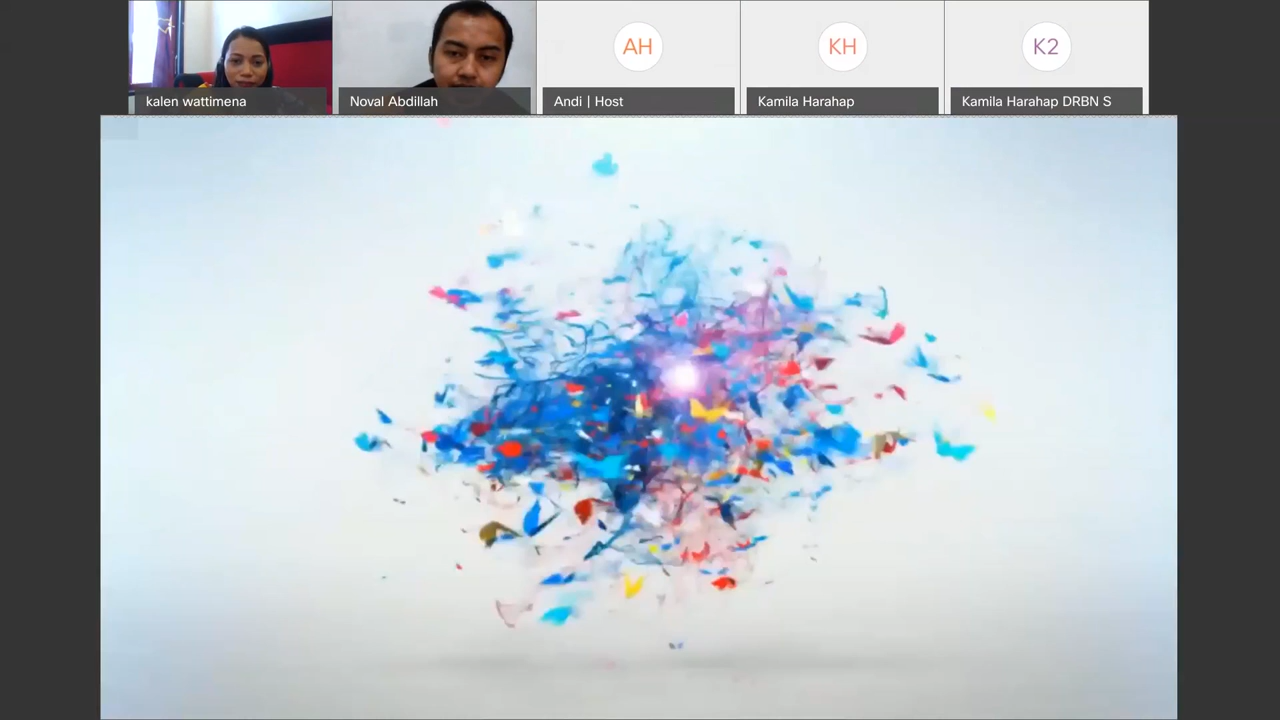 kalen wattimena
Noval Abdillah
AH
Andi | Host
KH
Kamila Harahap
K2
Kamila Harahap DRBN S